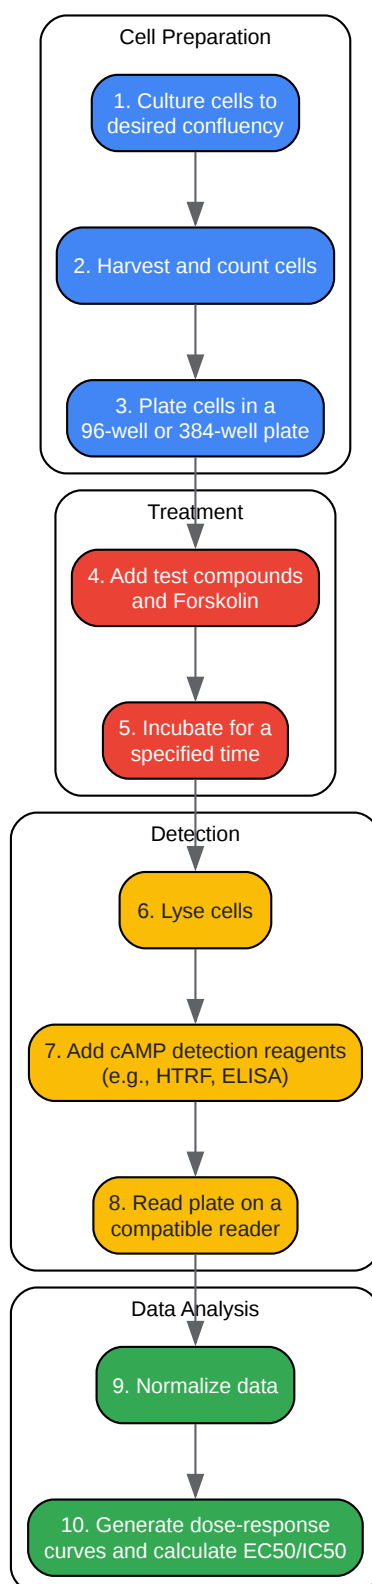 Cell Preparation
1. Culture cells to
desired confluency
2. Harvest and count cells
3. Plate cells in a
96-well or 384-well plate
Treatment
4. Add test compounds
and Forskolin
5. Incubate for a
specified time
Detection
6. Lyse cells
7. Add cAMP detection reagents
(e.g., HTRF, ELISA)
8. Read plate on a
compatible reader
Data Analysis
9. Normalize data
10. Generate dose-response
curves and calculate EC50/IC50